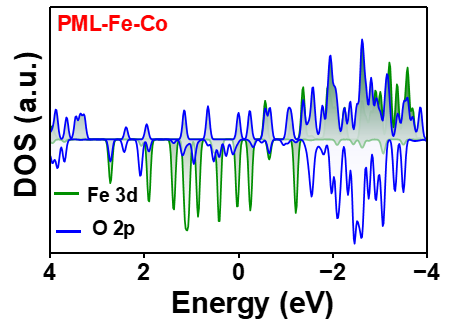 PML-Fe-Co
DOS (a.u.)
Fe 3d
O 2p
4 2 0 −2 −4
Energy (eV)